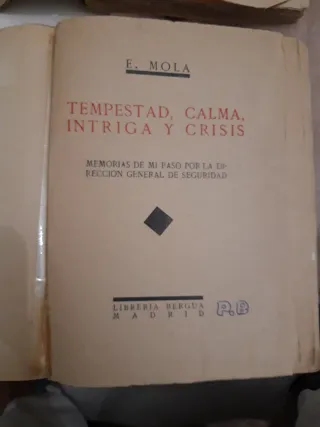 E. MOLA
TEMPESTAD, CALMA,
INTRIGA Y CRISIS
MEMORIAS DE MI PASO POR LA DI-
RECCION GENERAL DE SEGURIDAD
LIBRERIA BERGUA
MADRID
P.B